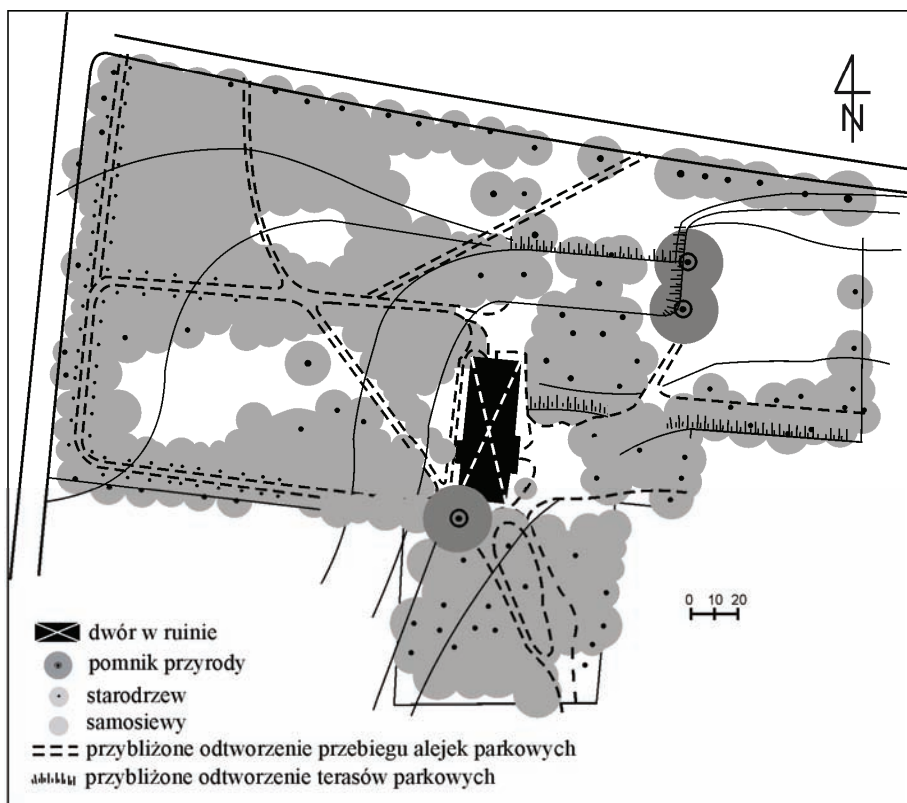 N
0 10 20
dwór w ruinie
pomnik przyrody
starodrzew
samosiewy
przybliżone odtworzenie przebiegu alejek parkowych
przybliżone odtworzenie terasów parkowych